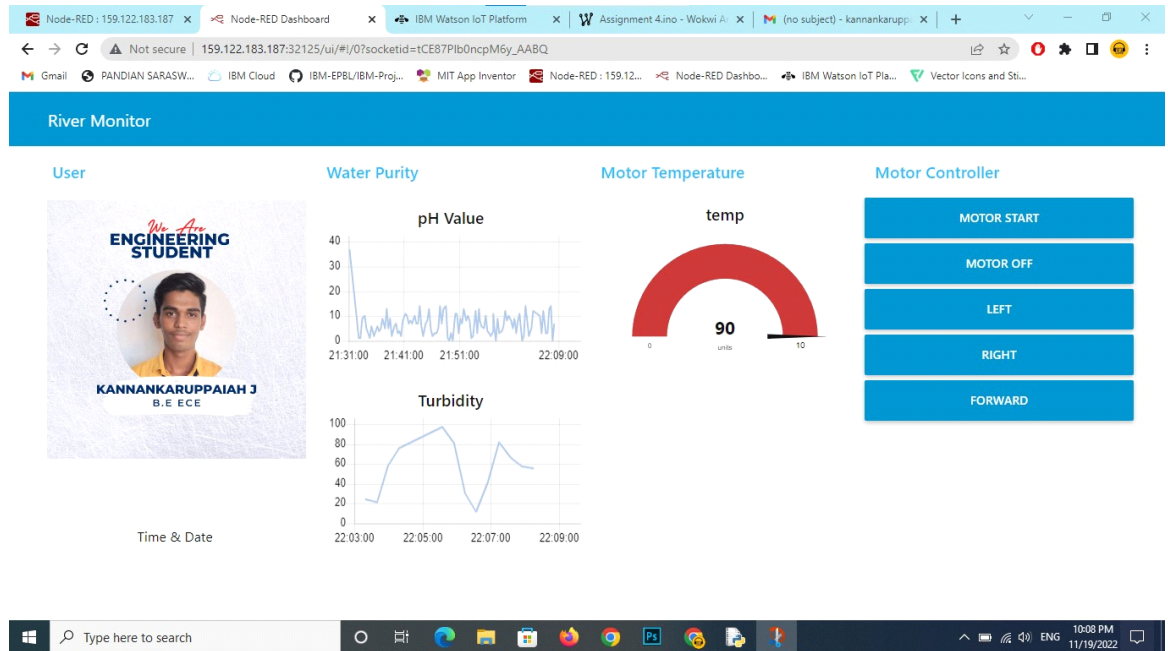 Node-RED : 159.122.183.187
Node-RED Dashboard
IBM Watson IoT Platform
Assignment 4.ino - Wokwi A
(no subject) - kannankarupp
Not secure | 159.122.183.187:32125/ui/#!/0?socketid=tCE87PIb0ncpM6y_AABQ
Gmail
PANDIAN SARASW...
IBM Cloud
IBM-EPBL/IBM-Proj...
MIT App Inventor
Node-RED : 159.12...
Node-RED Dashbo...
IBM Watson IoT Pla...
Vector Icons and Sti...
River Monitor
User
We Are
ENGINEERING
STUDENT
KANNANKARUPPAIAH J
B.E ECE
Time & Date
Water Purity
pH Value
40
30
20
10
0
21:31:00 21:41:00 21:51:00 22:09:00
Turbidity
100
80
60
40
20
0
22:03:00 22:05:00 22:07:00 22:09:00
Motor Temperature
temp
90
units
0 10
Motor Controller
MOTOR START
MOTOR OFF
LEFT
RIGHT
FORWARD
Type here to search
Ps
ENG
10:08 PM
11/19/2022